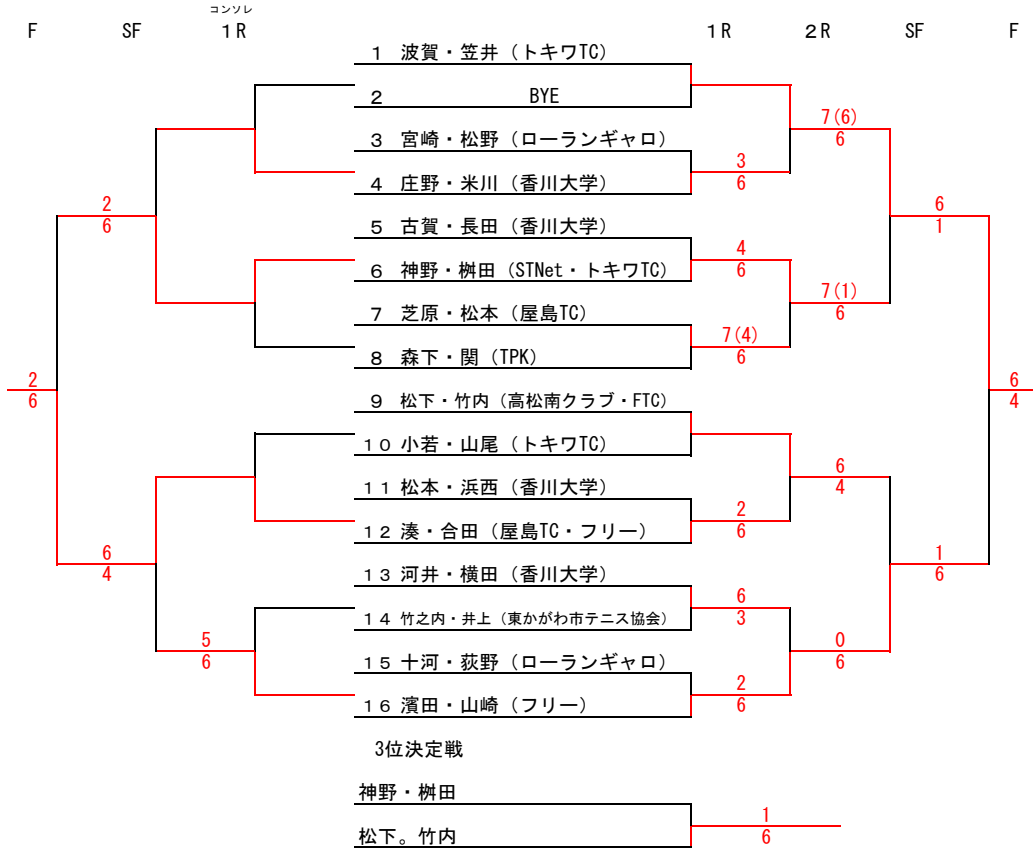 コンソレ
F SF 1R 1R 2R SF F
1 波賀・笠井（トキワTC）
2 BYE
7(6)
6
3 宮崎・松野（ローランギャロ）
3
6
4 庄野・米川（香川大学）
2
6
6
1
5 古賀・長田（香川大学）
4
6
6 神野・桝田（STNet・トキワTC）
7(1)
6
7 芝原・松本（屋島TC）
7(4)
6
8 森下・関（TPK）
2
6
6
4
9 松下・竹内（高松南クラブ・FTC）
10 小若・山尾（トキワTC）
6
4
11 松本・浜西（香川大学）
2
6
12 湊・合田（屋島TC・フリー）
6
4
1
6
13 河井・横田（香川大学）
6
3
14 竹之内・井上（東かがわ市テニス協会）
5
6
0
6
15 十河・荻野（ローランギャロ）
2
6
16 濱田・山崎（フリー）
3位決定戦
神野・桝田
1
6
松下。竹内